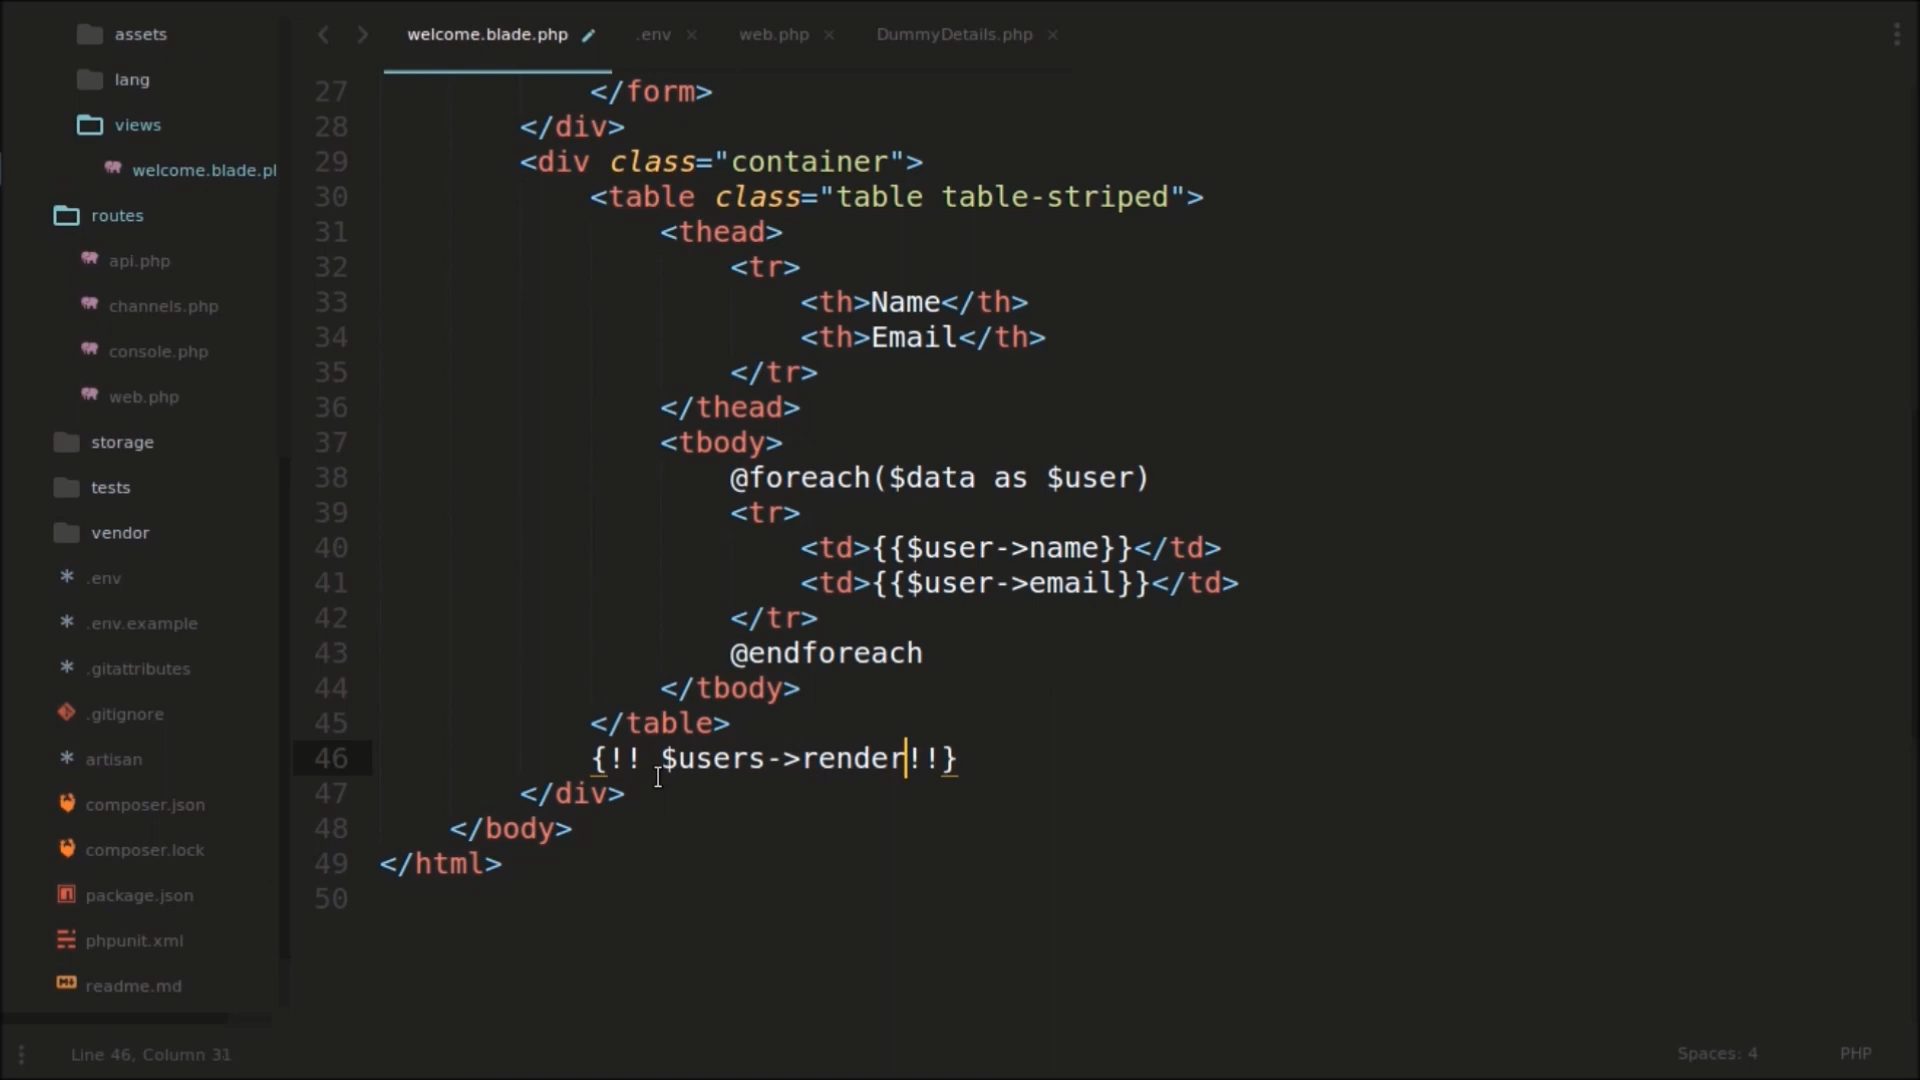 assets
lang
views
welcome.blade.pl
routes
api.php
channels.php
console.php
web.php
storage
tests
vendor
.env
.env.example
.gitattributes
.gitignore
artisan
composer.json
composer.lock
package.json
phpunit.xml
readme.md
welcome.blade.php .env × web.php × DummyDetails.php ×
27 </form>
28 </div>
29 <div class="container">
30 <table class="table table-striped">
31 <thead>
32 <tr>
33 <th>Name</th>
34 <th>Email</th>
35 </tr>
36 </thead>
37 <tbody>
38 @foreach($data as $user)
39 <tr>
40 <td>{{$user->name}}</td>
41 <td>{{$user->email}}</td>
42 </tr>
43 @endforeach
44 </tbody>
45 </table>
46 {!! $users->render!!}
47 </div>
48 </body>
49 </html>
50
Line 46, Column 31 Spaces: 4 PHP